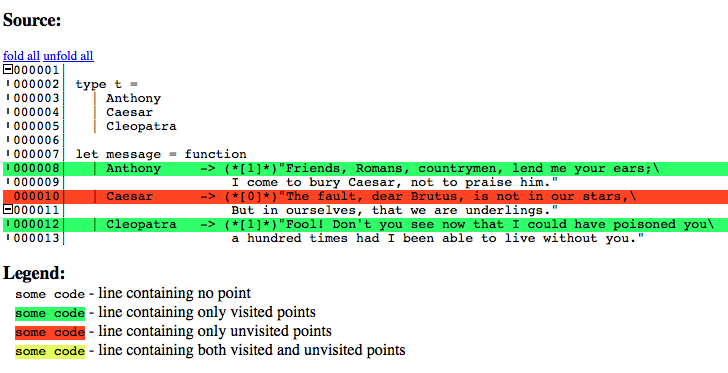 Source:
fold all unfold all
000001|
000002| type t =
000003|   | Anthony
000004|   | Caesar
000005|   | Cleopatra
000006|
000007| let message = function
000008|   | Anthony     -> (*[1]*)"Friends, Romans, countrymen, lend me your ears;\
000009|                     I come to bury Caesar, not to praise him."
000010|   | Caesar      -> (*[0]*)"The fault, dear Brutus, is not in our stars,\
000011|                     But in ourselves, that we are underlings."
000012|   | Cleopatra   -> (*[1]*)"Fool! Don't you see now that I could have poisoned you\
000013|                     a hundred times had I been able to live without you."
Legend:
some code - line containing no point
some code - line containing only visited points
some code - line containing only unvisited points
some code - line containing both visited and unvisited points